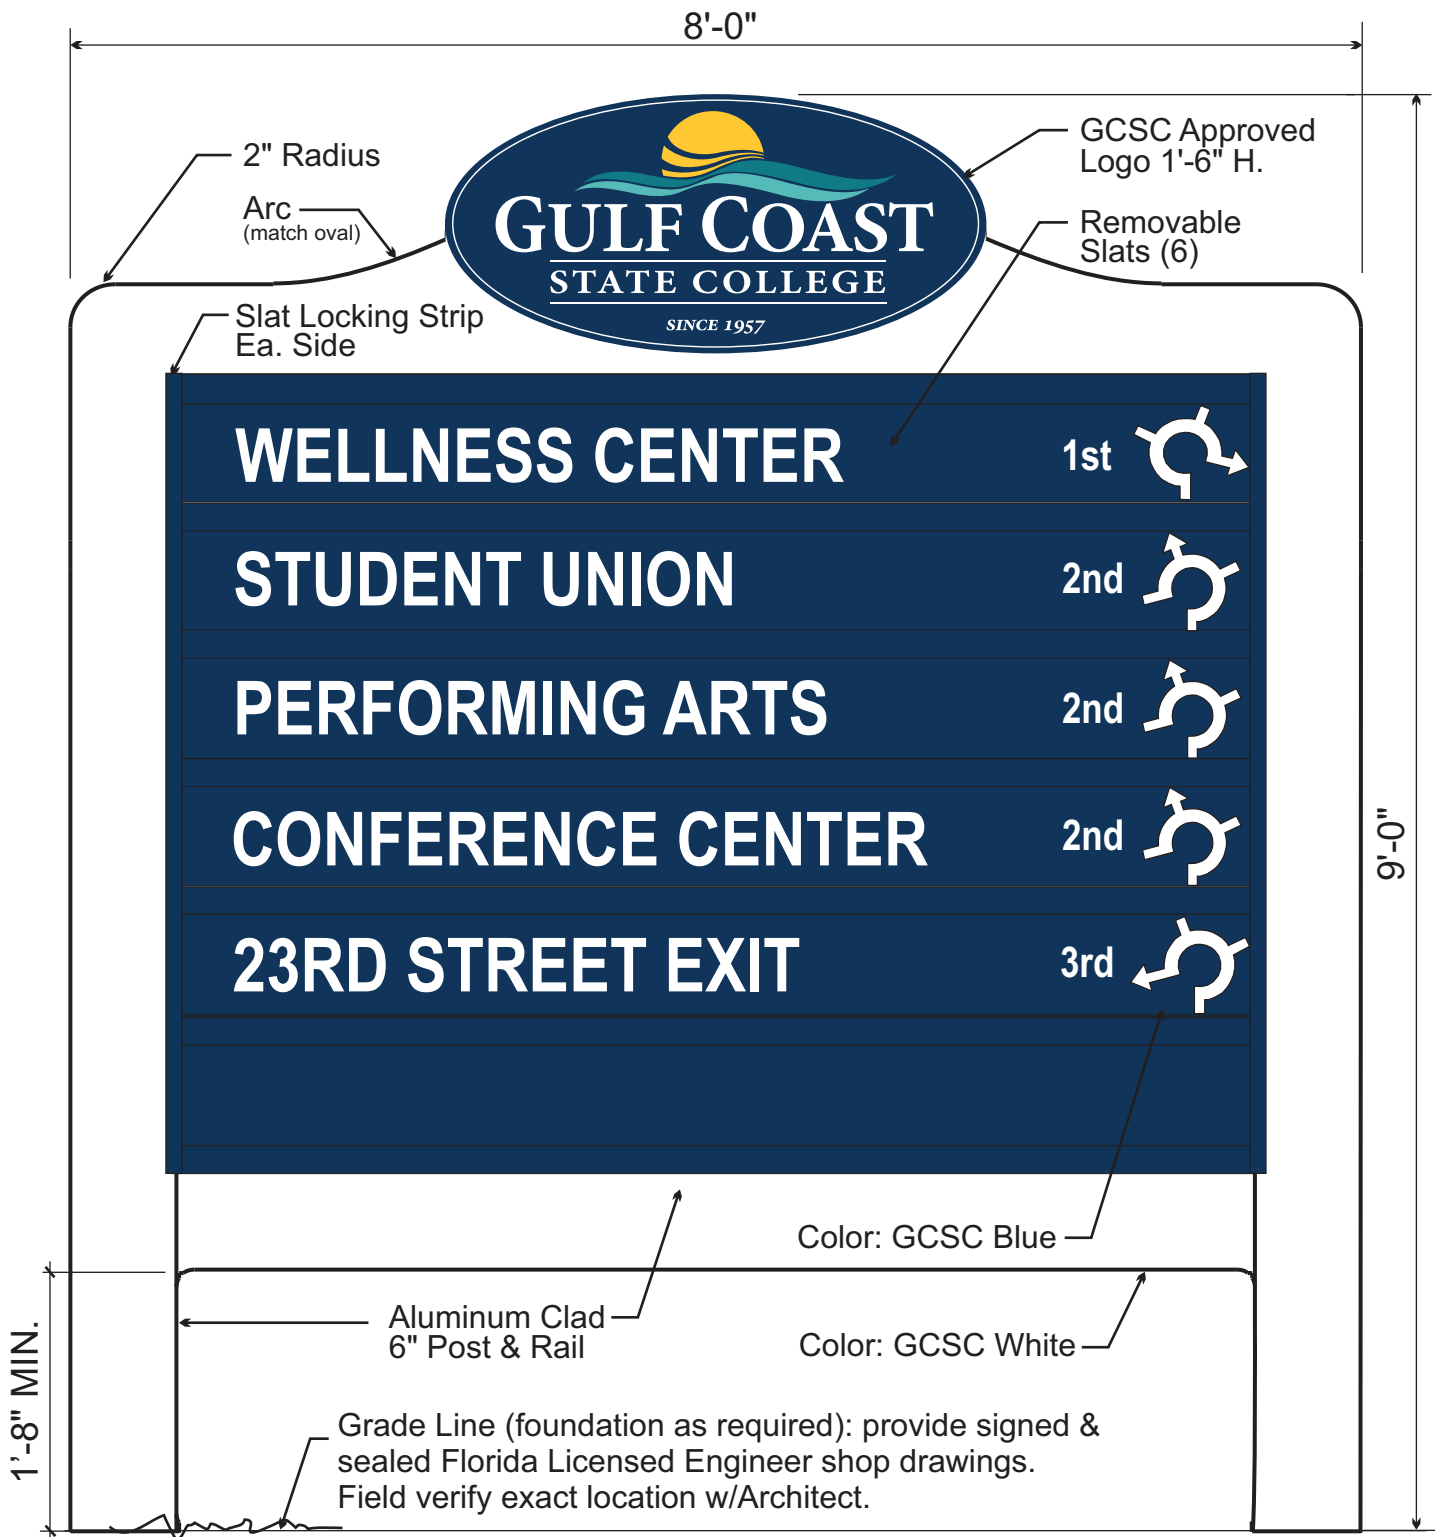 8'-0"
2" Radius
Arc
(match oval)
GCSC Approved
Logo 1'-6" H.
Removable
Slats (6)
GULF COAST
STATE COLLEGE
SINCE 1957
Slat Locking Strip
Ea. Side
WELLNESS CENTER 1st
STUDENT UNION 2nd
PERFORMING ARTS 2nd
CONFERENCE CENTER 2nd
23RD STREET EXIT 3rd
9'-0"
Color: GCSC Blue
Aluminum Clad
6" Post & Rail
Color: GCSC White
1'-8" MIN.
Grade Line (foundation as required): provide signed &
sealed Florida Licensed Engineer shop drawings.
Field verify exact location w/Architect.